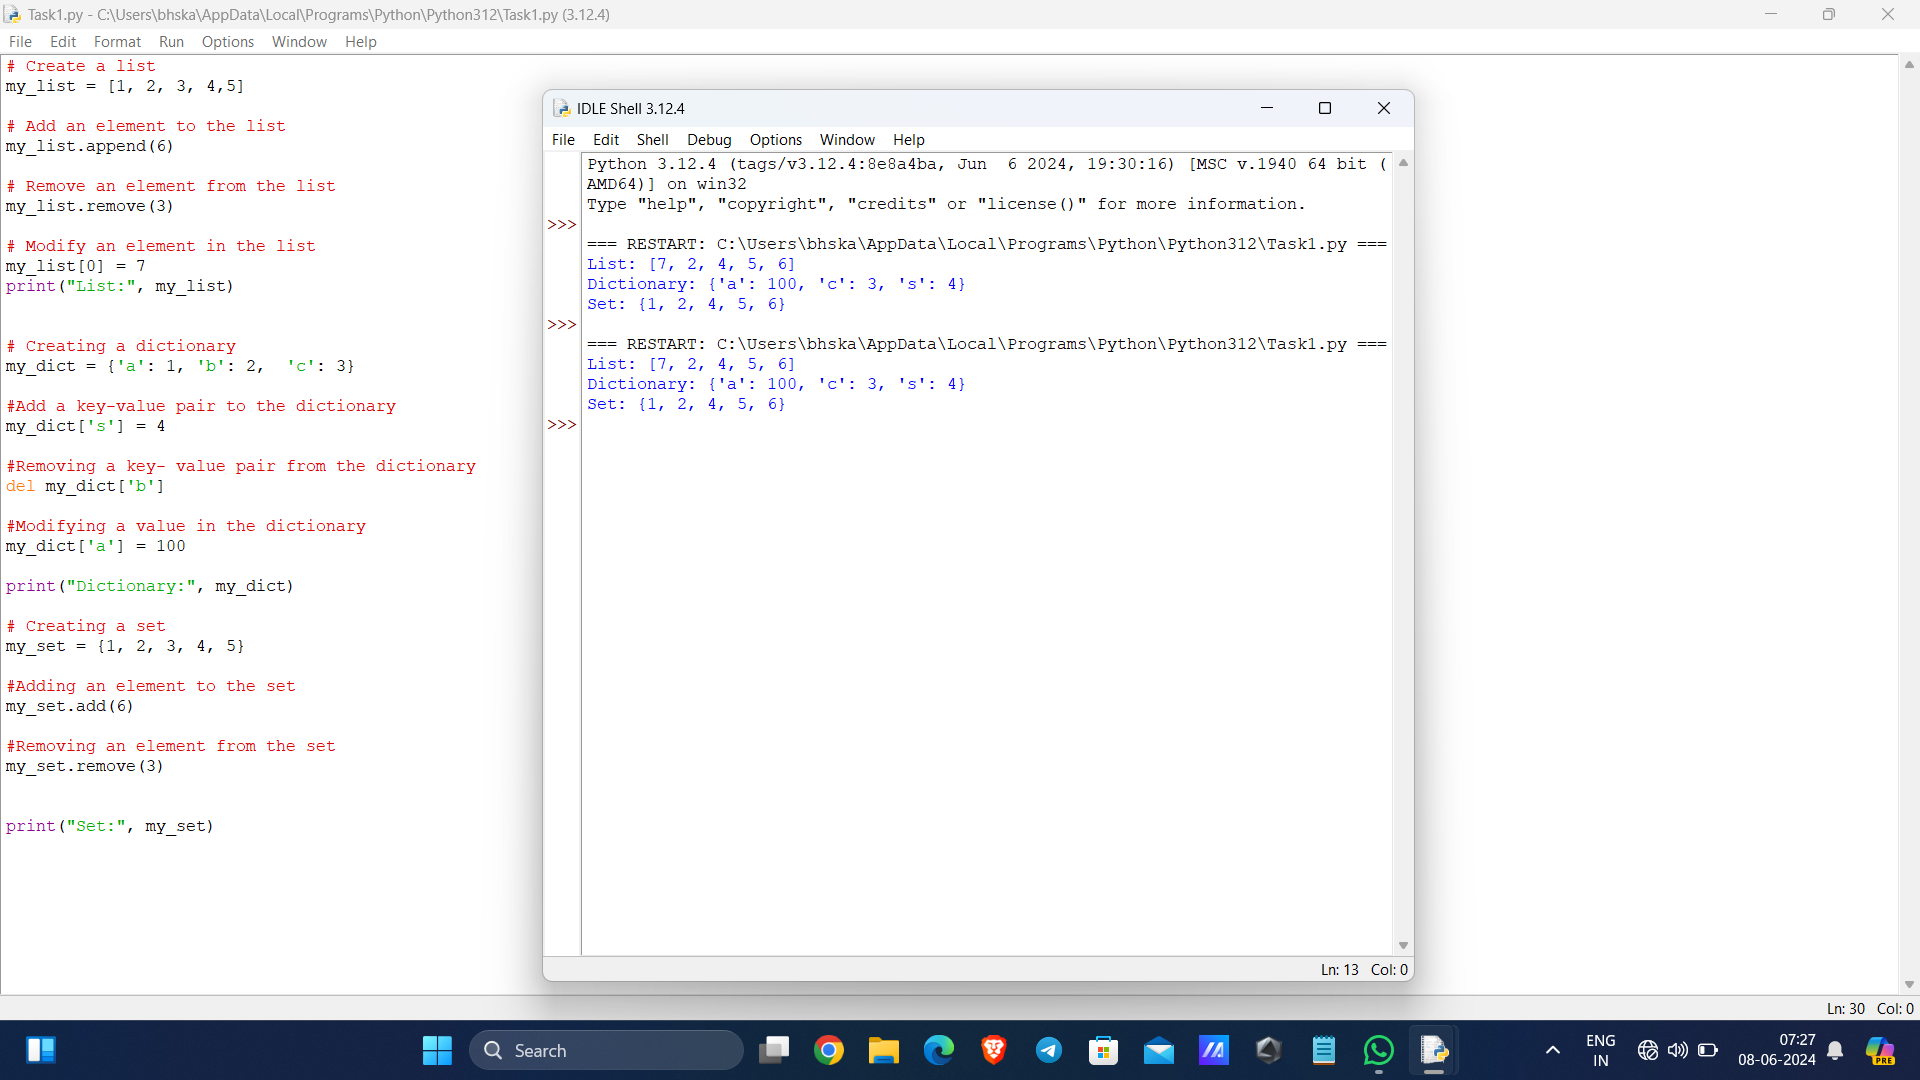 Task1.py - C:\Users\bhska\AppData\Local\Programs\Python\Python312\Task1.py (3.12.4)
File Edit Format Run Options Window Help
# Create a list
my_list = [1, 2, 3, 4,5]
# Add an element to the list
my_list.append(6)
# Remove an element from the list
my_list.remove(3)
# Modify an element in the list
my_list[0] = 7
print("List:", my_list)
# Creating a dictionary
my_dict = {'a': 1, 'b': 2,  'c': 3}
#Add a key-value pair to the dictionary
my_dict['s'] = 4
#Removing a key- value pair from the dictionary
del my_dict['b']
#Modifying a value in the dictionary
my_dict['a'] = 100
print("Dictionary:", my_dict)
# Creating a set
my_set = {1, 2, 3, 4, 5}
#Adding an element to the set
my_set.add(6)
#Removing an element from the set
my_set.remove(3)
print("Set:", my_set)
IDLE Shell 3.12.4
File Edit Shell Debug Options Window Help
Python 3.12.4 (tags/v3.12.4:8e8a4ba, Jun  6 2024, 19:30:16) [MSC v.1940 64 bit (
AMD64)] on win32
Type "help", "copyright", "credits" or "license()" for more information.
>>>
=== RESTART: C:\Users\bhska\AppData\Local\Programs\Python\Python312\Task1.py ===
List: [7, 2, 4, 5, 6]
Dictionary: {'a': 100, 'c': 3, 's': 4}
Set: {1, 2, 4, 5, 6}
>>>
=== RESTART: C:\Users\bhska\AppData\Local\Programs\Python\Python312\Task1.py ===
List: [7, 2, 4, 5, 6]
Dictionary: {'a': 100, 'c': 3, 's': 4}
Set: {1, 2, 4, 5, 6}
>>>
Ln: 13 Col: 0
Ln: 30 Col: 0
Search
ENG
IN
07:27
08-06-2024
PRE